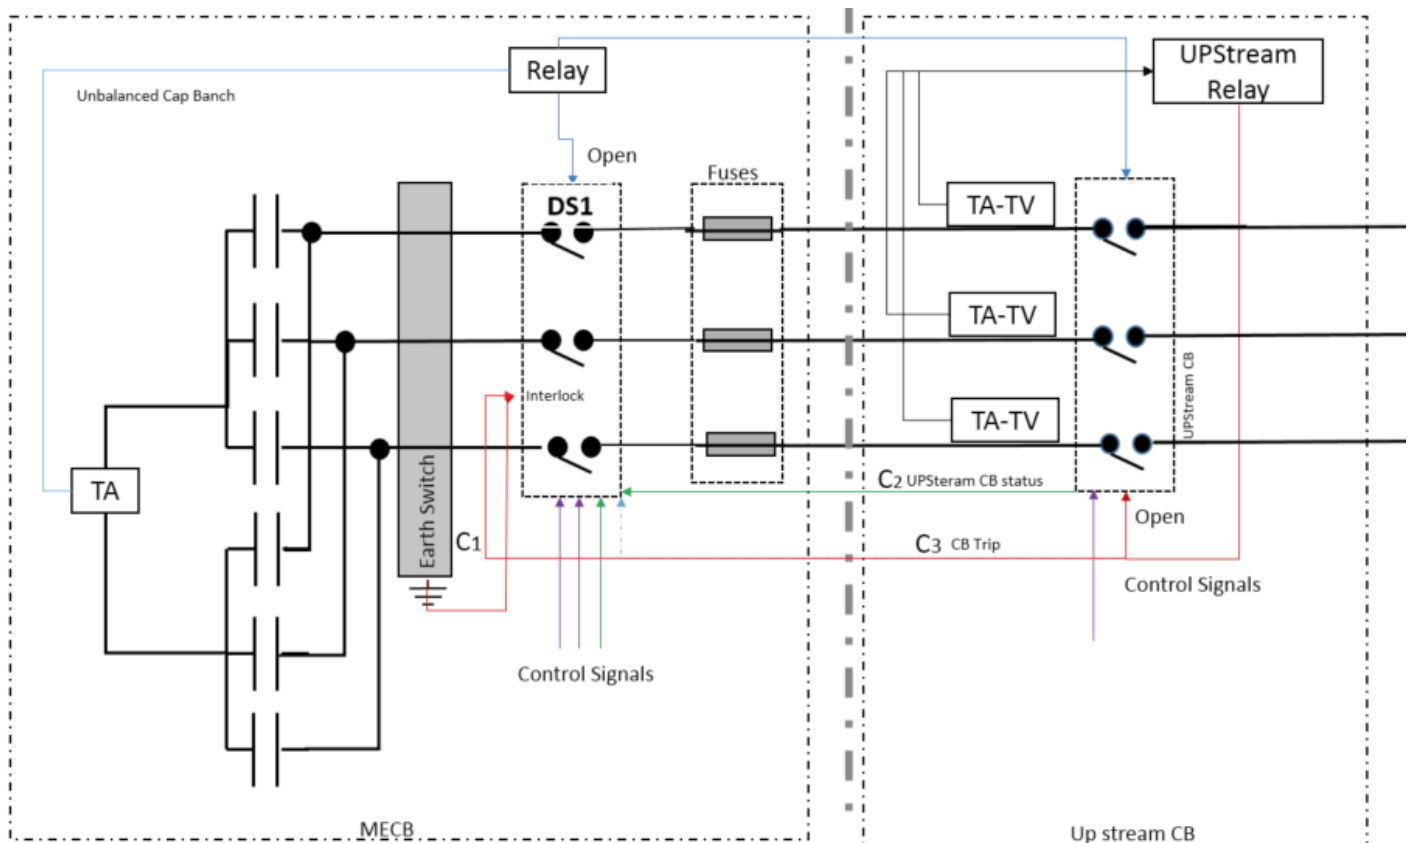 Relay
UPStream
Relay
Unbalanced Cap Banch
Open
Fuses
DS1
TA-TV
TA-TV
Interlock
UPStream CB
TA-TV
TA
Earth Switch
C2 UPSteram CB status
Open
C1
C3 CB Trip
Control Signals
Control Signals
MECB
Up stream CB